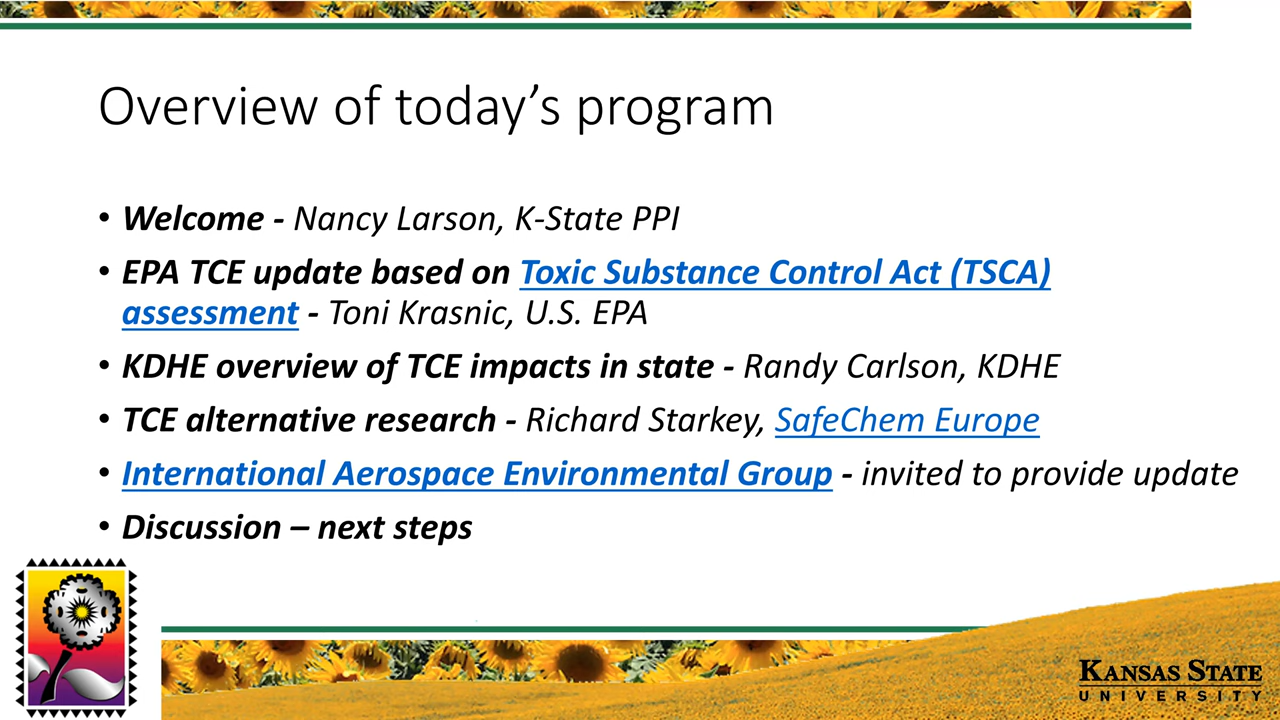 Overview of today’s program
• Welcome - Nancy Larson, K-State PPI
• EPA TCE update based on Toxic Substance Control Act (TSCA)
assessment - Toni Krasnic, U.S. EPA
• KDHE overview of TCE impacts in state - Randy Carlson, KDHE
• TCE alternative research - Richard Starkey, SafeChem Europe
• International Aerospace Environmental Group - invited to provide update
• Discussion – next steps
KANSAS STATE
UNIVERSITY